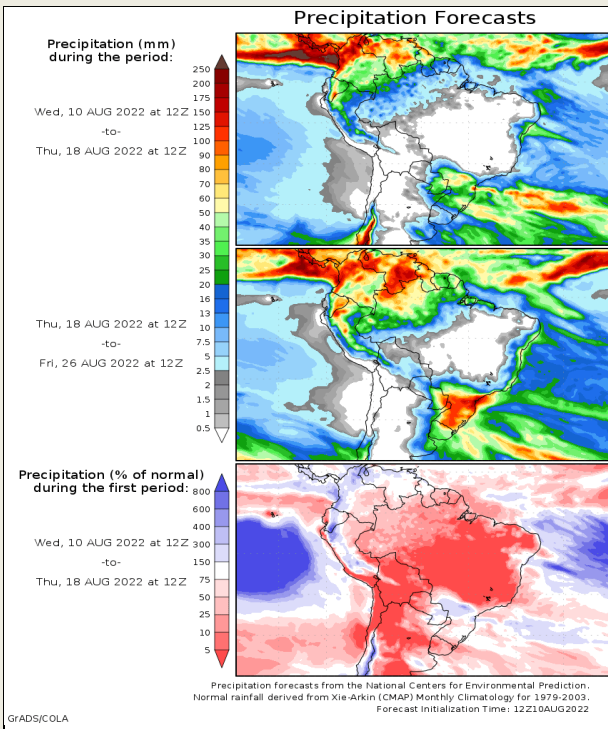 Precipitation Forecasts
Precipitation (mm)
during the period:
Wed, 10 AUG 2022 at 12Z
-to-
Thu, 18 AUG 2022 at 12Z
250
200
175
150
125
100
90
80
70
60
50
40
35
30
25
20
16
13
10
7.5
5
2.5
2
1.5
1
0.5
Thu, 18 AUG 2022 at 12Z
-to-
Fri, 26 AUG 2022 at 12Z
Precipitation (% of normal)
during the first period:
Wed, 10 AUG 2022 at 12Z
-to-
Thu, 18 AUG 2022 at 12Z
800
600
400
300
150
75
50
25
10
5
Precipitation forecasts from the National Centers for Environmental Prediction.
Normal rainfall derived from Xie-Arkin (CMAP) Monthly Climatology for 1979-2003.
Forecast Initialization Time: 12Z10AUG2022
GrADS/COLA